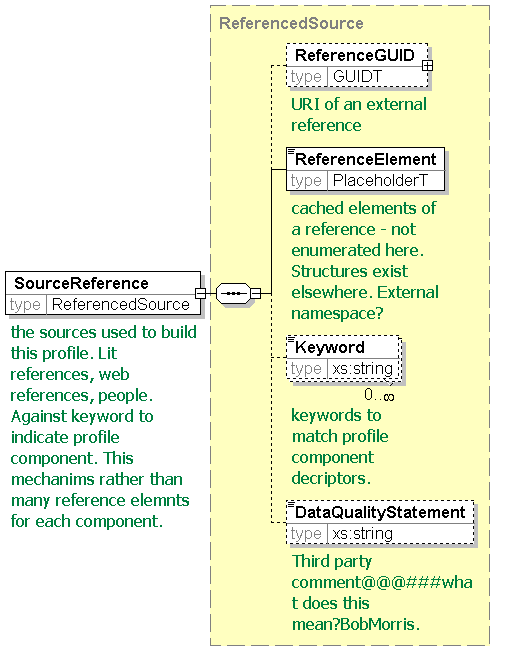 ReferencedSource
ReferenceGUID
type GUIDT
URI of an external
reference
ReferenceElement
type PlaceholderT
cached elements of
a reference - not
enumerated here.
Structures exist
elsewhere. External
namespace?
SourceReference
type ReferencedSource
the sources used to build
this profile. Lit
references, web
references, people.
Against keyword to
indicate profile
component. This
mechanims rather than
many reference elemnts
for each component.
Keyword
type xs:string
0..∞
keywords to
match profile
component
decriptors.
DataQualityStatement
type xs:string
Third party
comment@@@###wha
t does this
mean?BobMorris.